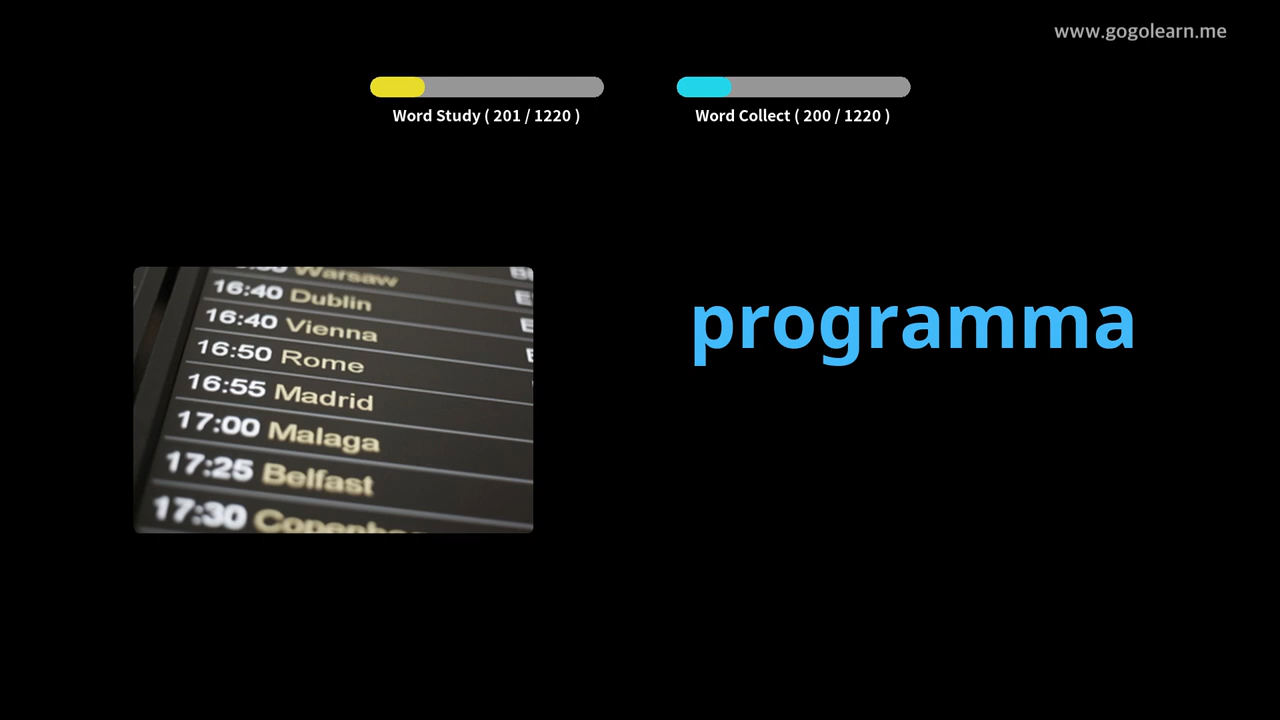 www.gogolearn.me
Word Study ( 201 / 1220 )
Word Collect ( 200 / 1220 )
Warsaw
16:40 Dublin
16:40 Vienna
16:50 Rome
16:55 Madrid
17:00 Malaga
17:25 Belfast
17:30
programma